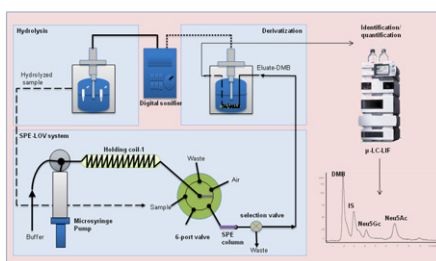 Hydrolysis
Derivatization
Identification/
quantification
Hydrolyzed
sample
Eluate-DMB
Digital sonifier
μ-LC-LIF
SPE-LOV system
Holding coil-1
Waste
Air
Sample
Buffer
Microsyringe
Pump
6-port valve
SPE
column
selection valve
Waste
DMB
IS
Neu5Gc
Neu5Ac